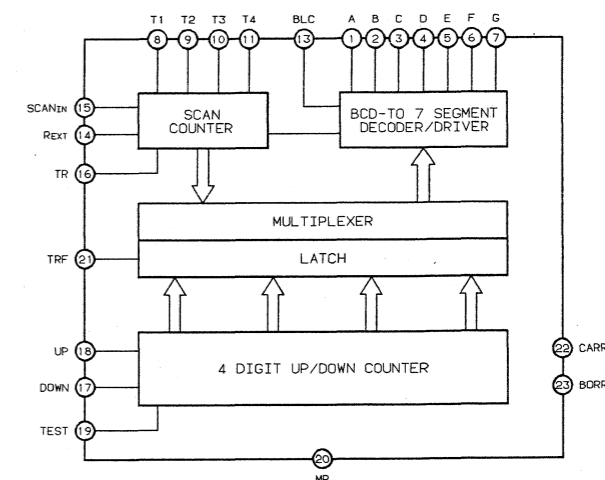 T1 T2 T3 T4 BLC A B C D E F G
8 9 10 11 13 1 2 3 4 5 6 7
SCANIN 15
REXT 14
TR 16
SCAN
COUNTER
BCD-TO 7 SEGMENT
DECODER/DRIVER
MULTIPLEXER
TRF 21
LATCH
UP 18
DOWN 17
TEST 19
4 DIGIT UP/DOWN COUNTER
22 CARR
23 BORR
20
MR